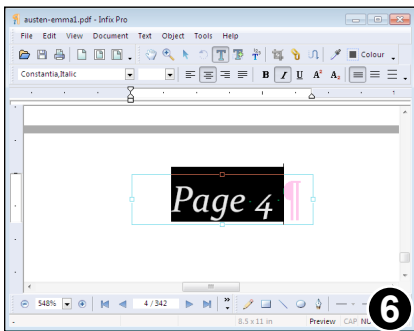 austen-emma1.pdf - Infix Pro
File Edit View Document Text Object Tools Help
T T Colour
Constantia,Italic B I U A² A₂
Page 4 ¶
548% 4 / 342
- 8.5 x 11 in Preview CAP
6